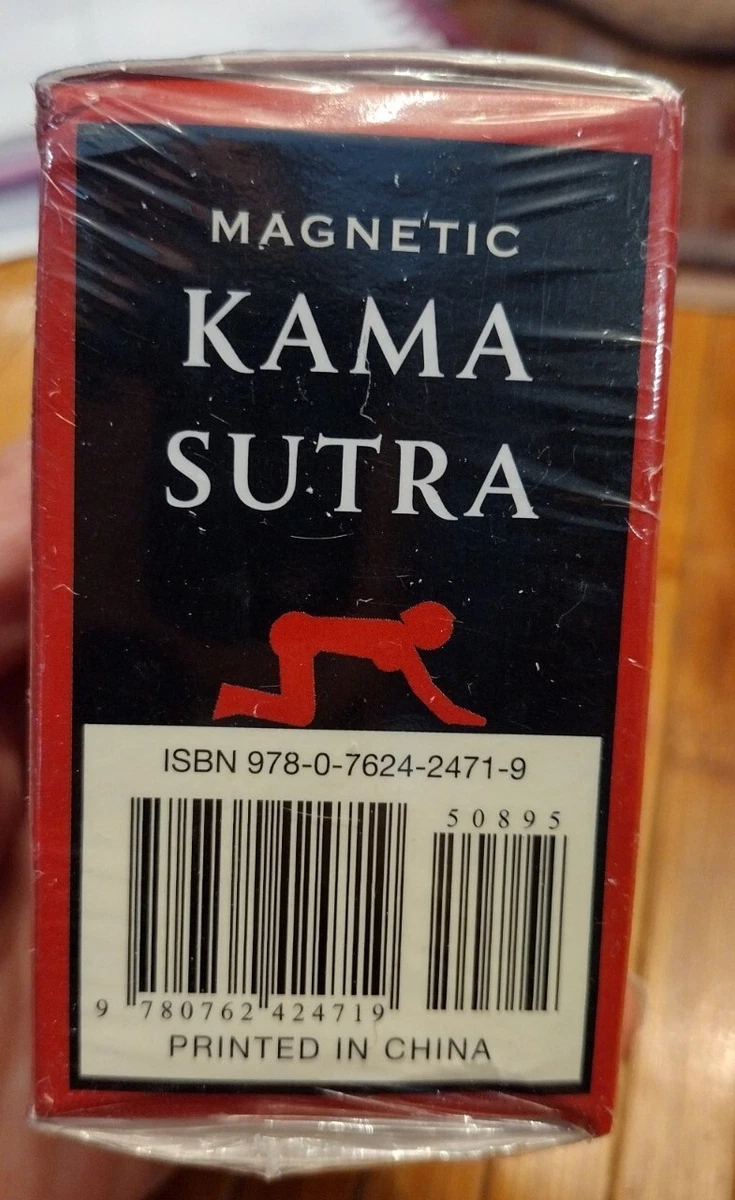 MAGNETIC
KAMA
SUTRA
ISBN 978-0-7624-2471-9
50895
9 780762 424719
PRINTED IN CHINA